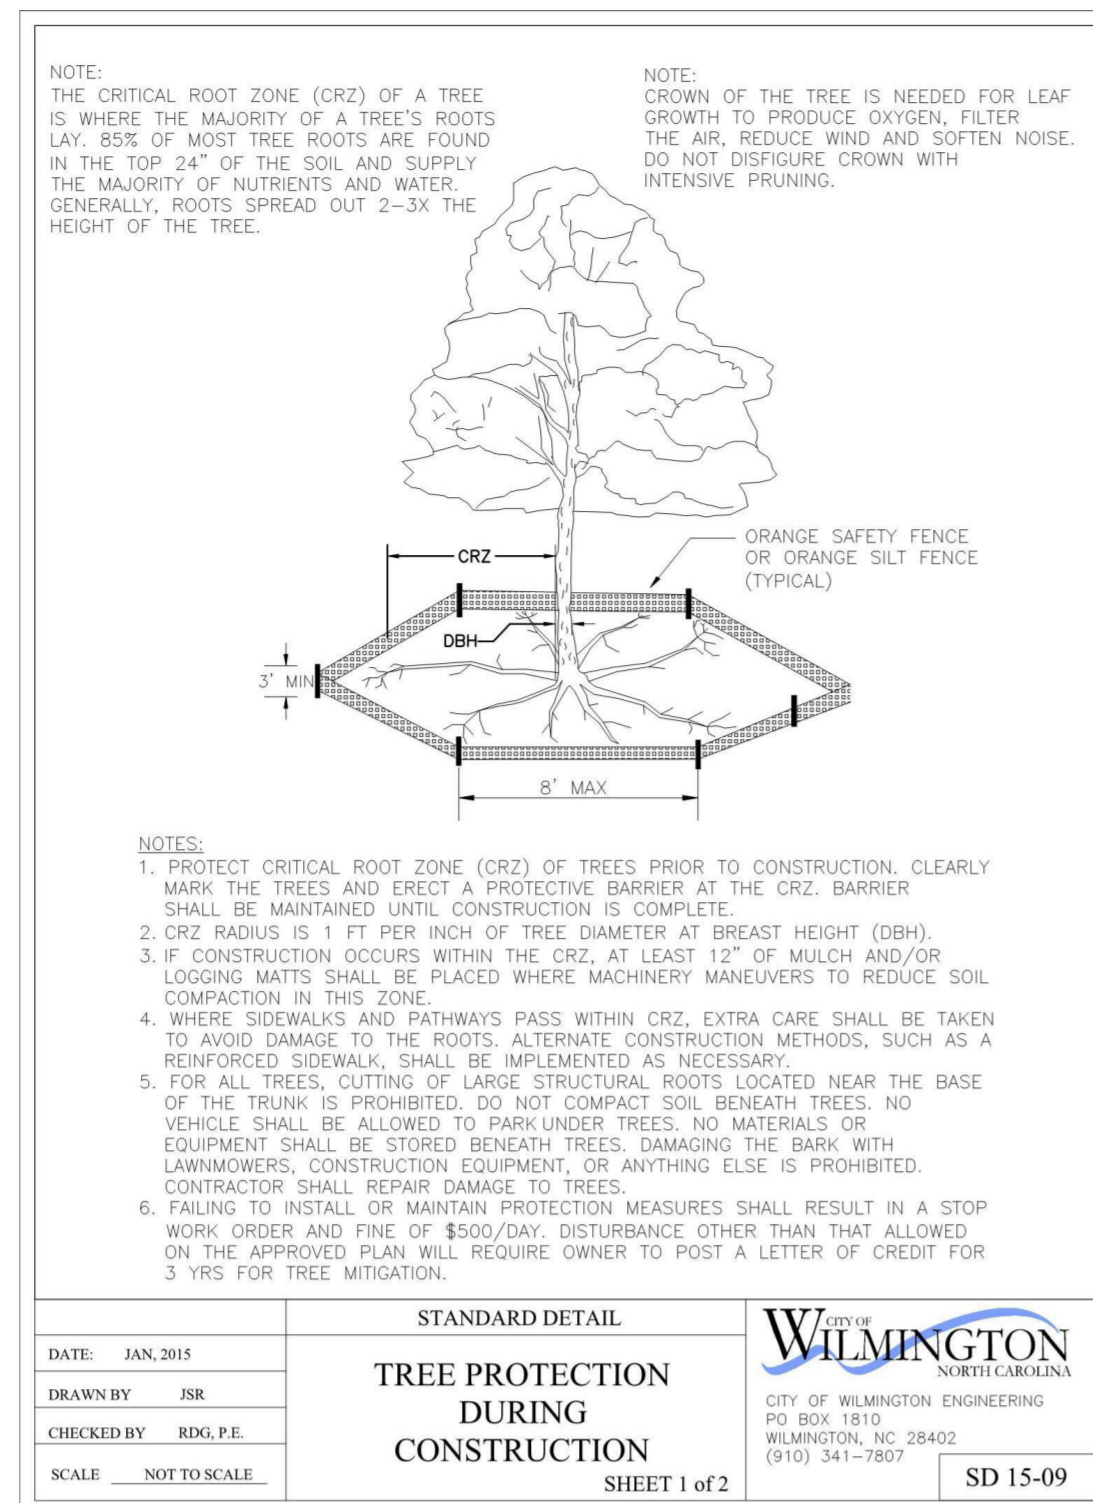 NOTE:
THE CRITICAL ROOT ZONE (CRZ) OF A TREE
IS WHERE THE MAJORITY OF A TREE'S ROOTS
LAY. 85% OF MOST TREE ROOTS ARE FOUND
IN THE TOP 24" OF THE SOIL AND SUPPLY
THE MAJORITY OF NUTRIENTS AND WATER.
GENERALLY, ROOTS SPREAD OUT 2-3X THE
HEIGHT OF THE TREE.
NOTE:
CROWN OF THE TREE IS NEEDED FOR LEAF
GROWTH TO PRODUCE OXYGEN, FILTER
THE AIR, REDUCE WIND AND SOFTEN NOISE.
DO NOT DISFIGURE CROWN WITH
INTENSIVE PRUNING.
ORANGE SAFETY FENCE
OR ORANGE SILT FENCE
(TYPICAL)
CRZ
DBH
3' MIN
8' MAX
NOTES:
1. PROTECT CRITICAL ROOT ZONE (CRZ) OF TREES PRIOR TO CONSTRUCTION. CLEARLY
MARK THE TREES AND ERECT A PROTECTIVE BARRIER AT THE CRZ. BARRIER
SHALL BE MAINTAINED UNTIL CONSTRUCTION IS COMPLETE.
2. CRZ RADIUS IS 1 FT PER INCH OF TREE DIAMETER AT BREAST HEIGHT (DBH).
3. IF CONSTRUCTION OCCURS WITHIN THE CRZ, AT LEAST 12" OF MULCH AND/OR
LOGGING MATTS SHALL BE PLACED WHERE MACHINERY MANEUVERS TO REDUCE SOIL
COMPACTION IN THIS ZONE.
4. WHERE SIDEWALKS AND PATHWAYS PASS WITHIN CRZ, EXTRA CARE SHALL BE TAKEN
TO AVOID DAMAGE TO THE ROOTS. ALTERNATE CONSTRUCTION METHODS, SUCH AS A
REINFORCED SIDEWALK, SHALL BE IMPLEMENTED AS NECESSARY.
5. FOR ALL TREES, CUTTING OF LARGE STRUCTURAL ROOTS LOCATED NEAR THE BASE
OF THE TRUNK IS PROHIBITED. DO NOT COMPACT SOIL BENEATH TREES. NO
VEHICLE SHALL BE ALLOWED TO PARK UNDER TREES. NO MATERIALS OR
EQUIPMENT SHALL BE STORED BENEATH TREES. DAMAGING THE BARK WITH
LAWNMOWERS, CONSTRUCTION EQUIPMENT, OR ANYTHING ELSE IS PROHIBITED.
CONTRACTOR SHALL REPAIR DAMAGE TO TREES.
6. FAILING TO INSTALL OR MAINTAIN PROTECTION MEASURES SHALL RESULT IN A STOP
WORK ORDER AND FINE OF $500/DAY. DISTURBANCE OTHER THAN THAT ALLOWED
ON THE APPROVED PLAN WILL REQUIRE OWNER TO POST A LETTER OF CREDIT FOR
3 YRS FOR TREE MITIGATION.
DATE: JAN, 2015
DRAWN BY JSR
CHECKED BY RDG, P.E.
SCALE NOT TO SCALE
STANDARD DETAIL
TREE PROTECTION
DURING
CONSTRUCTION
SHEET 1 of 2
CITY OF
WILMINGTON
NORTH CAROLINA
CITY OF WILMINGTON ENGINEERING
PO BOX 1810
WILMINGTON, NC 28402
(910) 341-7807
SD 15-09